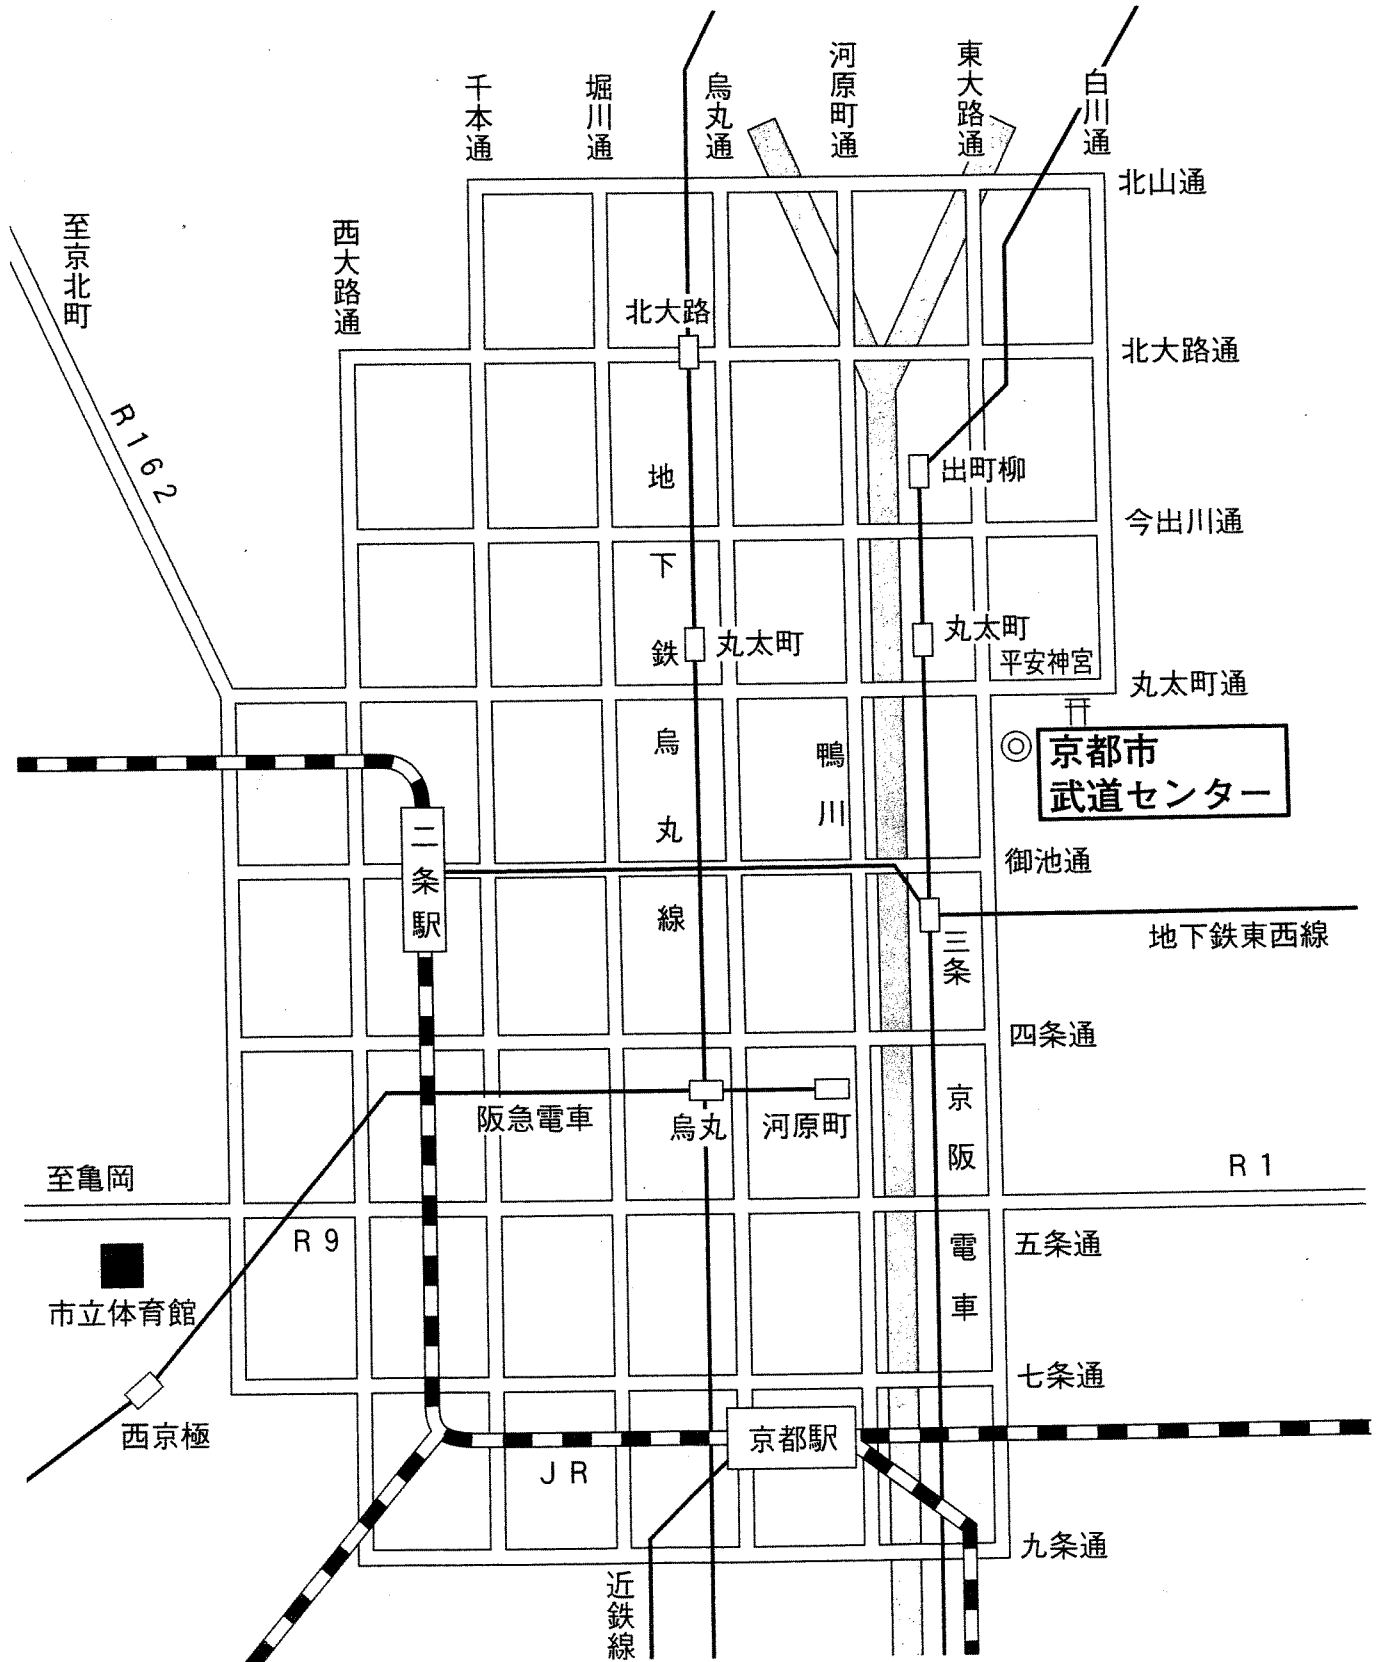 千本通
堀川通
烏丸通
河原町通
東大路通
白川通
北山通
至京北町
西大路通
北大路
北大路通
R162
地下鉄烏丸線
出町柳
今出川通
丸太町
丸太町
平安神宮
丸太町通
鴨川
京都市
武道センター
二条駅
御池通
三条
地下鉄東西線
四条通
阪急電車
烏丸
河原町
京阪電車
至亀岡
R1
R9
五条通
市立体育館
七条通
西京極
京都駅
JR
九条通
近鉄線